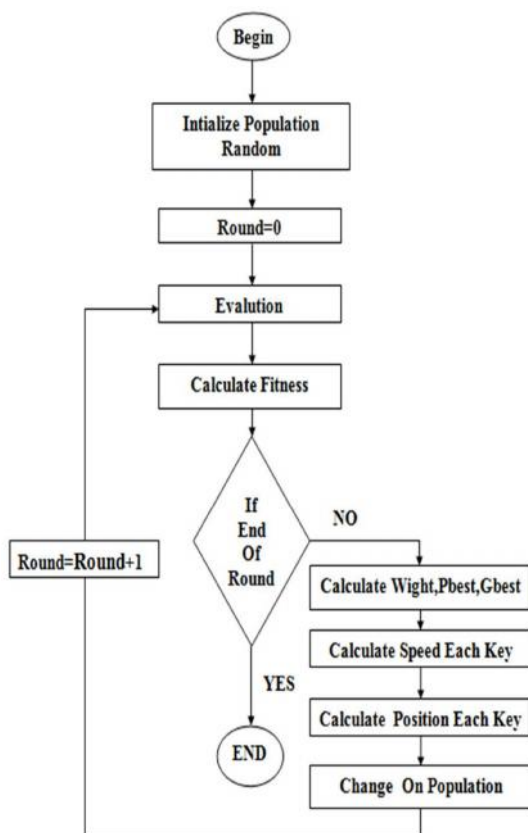 Begin
Intialize Population
Random
Round=0
Evalution
Calculate Fitness
If
End
Of
Round
NO
YES
END
Calculate Wight,Pbest,Gbest
Calculate Speed Each Key
Calculate Position Each Key
Change On Population
Round=Round+1